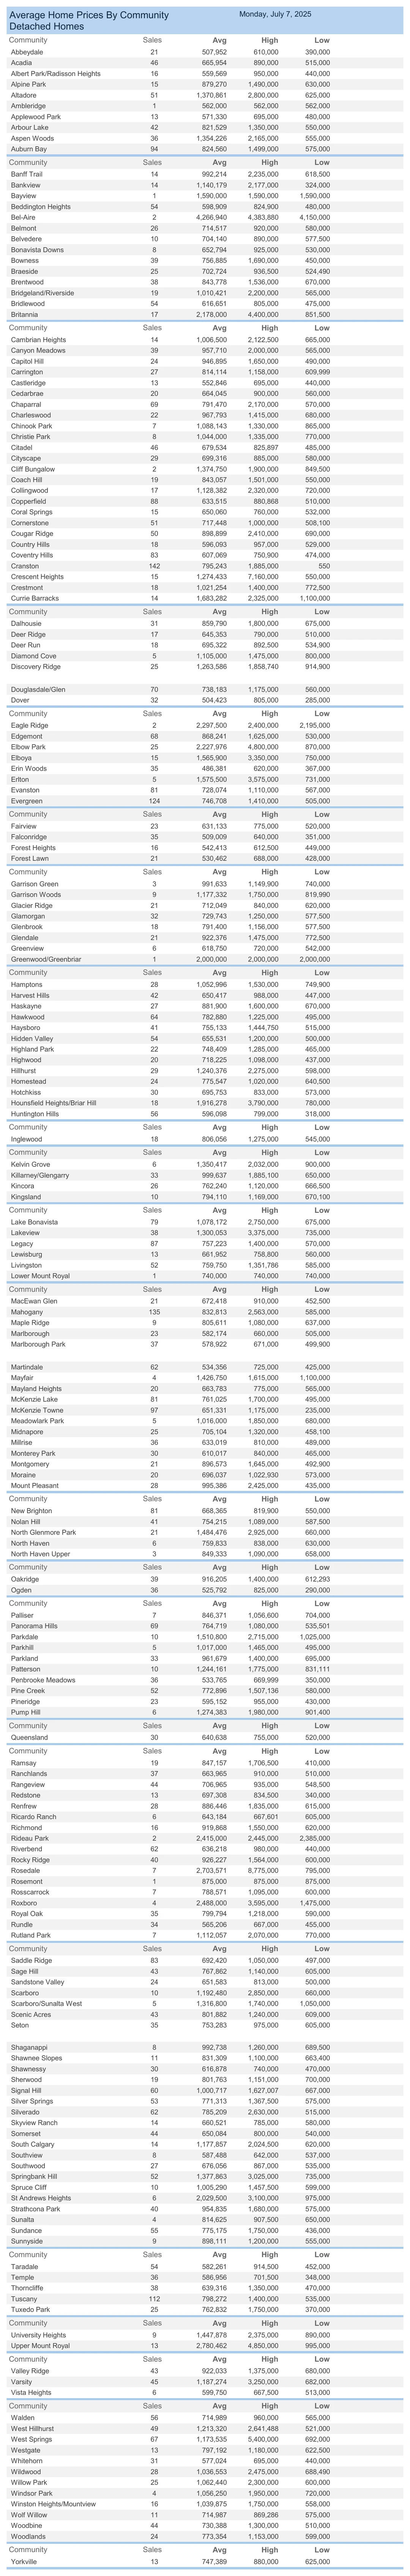 Average Home Prices By Community Monday, July 7, 2025
Detached Homes
Community Sales Avg High Low
Abbeydale 21 507,952 610,000 390,000
Acadia 46 665,954 890,000 515,000
Albert Park/Radisson Heights 16 559,569 950,000 440,000
Alpine Park 15 879,270 1,490,000 630,000
Altadore 51 1,370,861 2,800,000 625,000
Ambleridge 1 562,000 562,000 562,000
Applewood Park 13 571,330 695,000 480,000
Arbour Lake 42 821,529 1,350,000 550,000
Aspen Woods 36 1,354,226 2,165,000 555,000
Auburn Bay 94 824,560 1,499,000 575,000
Community Sales Avg High Low
Banff Trail 14 992,214 2,235,000 618,500
Bankview 14 1,140,179 2,177,000 324,000
Bayview 1 1,590,000 1,590,000 1,590,000
Beddington Heights 54 598,909 824,900 480,000
Bel-Aire 2 4,266,940 4,383,880 4,150,000
Belmont 26 714,517 920,000 580,000
Belvedere 10 704,140 890,000 577,500
Bonavista Downs 8 652,794 925,000 530,000
Bowness 39 756,885 1,690,000 450,000
Braeside 25 702,724 936,500 524,490
Brentwood 38 843,778 1,536,000 670,000
Bridgeland/Riverside 19 1,010,421 2,200,000 565,000
Bridlewood 54 616,651 805,000 475,000
Britannia 17 2,178,000 4,400,000 851,500
Community Sales Avg High Low
Cambrian Heights 14 1,006,500 2,122,500 665,000
Canyon Meadows 39 957,710 2,000,000 565,000
Capitol Hill 24 946,895 1,650,000 490,000
Carrington 27 814,114 1,158,000 609,999
Castleridge 13 552,846 695,000 440,000
Cedarbrae 20 664,045 900,000 560,000
Chaparral 69 791,470 2,170,000 570,000
Charleswood 22 967,793 1,415,000 680,000
Chinook Park 7 1,088,143 1,330,000 865,000
Christie Park 8 1,044,000 1,335,000 770,000
Citadel 46 679,534 825,897 485,000
Cityscape 29 699,316 885,000 580,000
Cliff Bungalow 2 1,374,750 1,900,000 849,500
Coach Hill 19 843,057 1,501,000 550,000
Collingwood 17 1,128,382 2,320,000 720,000
Copperfield 88 633,515 880,868 510,000
Coral Springs 15 650,060 760,000 532,000
Cornerstone 51 717,448 1,000,000 508,100
Cougar Ridge 50 898,899 2,410,000 690,000
Country Hills 18 596,093 957,000 529,000
Coventry Hills 83 607,069 750,900 474,000
Cranston 142 795,243 1,885,000 550
Crescent Heights 15 1,274,433 7,160,000 550,000
Crestmont 18 1,021,254 1,400,000 772,500
Currie Barracks 14 1,683,282 2,325,000 1,100,000
Community Sales Avg High Low
Dalhousie 31 859,790 1,800,000 675,000
Deer Ridge 17 645,353 790,000 510,000
Deer Run 18 695,322 892,500 534,900
Diamond Cove 5 1,105,000 1,475,000 800,000
Discovery Ridge 25 1,263,586 1,858,740 914,900
Douglasdale/Glen 70 738,183 1,175,000 560,000
Dover 32 504,423 805,000 285,000
Community Sales Avg High Low
Eagle Ridge 2 2,297,500 2,400,000 2,195,000
Edgemont 68 868,241 1,625,000 530,000
Elbow Park 25 2,227,976 4,800,000 870,000
Elboya 15 1,565,900 3,350,000 750,000
Erin Woods 35 486,381 620,000 367,000
Erlton 5 1,575,500 3,575,000 731,000
Evanston 81 728,074 1,110,000 567,000
Evergreen 124 746,708 1,410,000 505,000
Community Sales Avg High Low
Fairview 23 631,133 775,000 520,000
Falconridge 35 509,009 640,000 351,000
Forest Heights 16 542,413 612,500 449,000
Forest Lawn 21 530,462 688,000 428,000
Community Sales Avg High Low
Garrison Green 3 991,633 1,149,900 740,000
Garrison Woods 9 1,177,332 1,750,000 819,990
Glacier Ridge 21 712,049 840,000 620,000
Glamorgan 32 729,743 1,250,000 577,500
Glenbrook 18 791,400 1,156,000 577,500
Glendale 21 922,376 1,475,000 772,500
Greenview 6 618,750 720,000 542,000
Greenwood/Greenbriar 1 2,000,000 2,000,000 2,000,000
Community Sales Avg High Low
Hamptons 28 1,052,996 1,530,000 749,900
Harvest Hills 42 650,417 988,000 447,000
Haskayne 27 881,900 1,600,000 670,000
Hawkwood 64 782,880 1,225,000 495,000
Haysboro 41 755,133 1,444,750 515,000
Hidden Valley 54 655,531 1,200,000 500,000
Highland Park 22 748,409 1,285,000 465,000
Highwood 20 718,225 1,098,000 437,000
Hillhurst 29 1,240,376 2,275,000 598,000
Homestead 24 775,547 1,020,000 640,500
Hotchkiss 30 695,753 833,000 573,000
Hounsfield Heights/Briar Hill 18 1,916,278 3,790,000 780,000
Huntington Hills 56 596,098 799,000 318,000
Community Sales Avg High Low
Inglewood 18 806,056 1,275,000 545,000
Community Sales Avg High Low
Kelvin Grove 6 1,350,417 2,032,000 900,000
Killarney/Glengarry 33 999,637 1,885,100 650,000
Kincora 26 762,240 1,120,000 666,500
Kingsland 10 794,110 1,169,000 670,100
Community Sales Avg High Low
Lake Bonavista 79 1,078,172 2,750,000 675,000
Lakeview 38 1,300,053 3,375,000 735,000
Legacy 87 757,223 1,400,000 570,000
Lewisburg 13 661,952 758,800 560,000
Livingston 52 759,750 1,351,786 585,000
Lower Mount Royal 1 740,000 740,000 740,000
Community Sales Avg High Low
MacEwan Glen 21 672,418 910,000 452,500
Mahogany 135 832,813 2,563,000 585,000
Maple Ridge 9 805,611 1,080,000 637,000
Marlborough 23 582,174 660,000 505,000
Marlborough Park 37 578,922 671,000 499,900
Martindale 62 534,356 725,000 425,000
Mayfair 4 1,426,750 1,615,000 1,100,000
Mayland Heights 20 663,783 775,000 565,000
McKenzie Lake 81 761,025 1,700,000 495,000
McKenzie Towne 97 651,331 1,175,000 235,000
Meadowlark Park 5 1,016,000 1,850,000 680,000
Midnapore 25 705,104 1,320,000 458,100
Millrise 36 633,019 810,000 489,000
Monterey Park 30 610,017 840,000 465,000
Montgomery 21 896,573 1,645,000 492,900
Moraine 20 696,037 1,022,930 573,000
Mount Pleasant 28 995,386 2,425,000 435,000
Community Sales Avg High Low
New Brighton 81 668,365 819,900 550,000
Nolan Hill 41 754,215 1,089,000 587,500
North Glenmore Park 21 1,484,476 2,925,000 660,000
North Haven 6 759,833 838,000 630,000
North Haven Upper 3 849,333 1,090,000 658,000
Community Sales Avg High Low
Oakridge 39 916,205 1,400,000 612,293
Ogden 36 525,792 825,000 290,000
Community Sales Avg High Low
Palliser 7 846,371 1,056,600 704,000
Panorama Hills 69 764,719 1,080,000 535,501
Parkdale 10 1,510,800 2,715,000 1,025,000
Parkhill 5 1,017,000 1,465,000 495,000
Parkland 33 961,679 1,400,000 695,000
Patterson 10 1,244,161 1,775,000 831,111
Penbrooke Meadows 36 533,765 669,999 350,000
Pine Creek 52 772,896 1,507,136 580,000
Pineridge 23 595,152 955,000 430,000
Pump Hill 6 1,274,383 1,980,000 901,400
Community Sales Avg High Low
Queensland 30 640,638 755,000 520,000
Community Sales Avg High Low
Ramsay 19 847,157 1,706,500 410,000
Ranchlands 37 663,965 910,000 510,000
Rangeview 44 706,965 935,000 548,500
Redstone 13 697,308 834,500 340,000
Renfrew 28 886,446 1,835,000 615,000
Ricardo Ranch 6 643,184 667,601 605,000
Richmond 16 919,868 1,550,000 620,000
Rideau Park 2 2,415,000 2,445,000 2,385,000
Riverbend 62 636,218 980,000 440,000
Rocky Ridge 40 926,227 1,564,000 600,000
Rosedale 7 2,703,571 8,775,000 795,000
Rosemont 1 875,000 875,000 875,000
Rosscarrock 7 788,571 1,095,000 600,000
Roxboro 4 2,488,000 3,595,000 1,475,000
Royal Oak 35 799,794 1,218,000 590,000
Rundle 34 565,206 667,000 455,000
Rutland Park 7 1,112,057 2,070,000 770,000
Community Sales Avg High Low
Saddle Ridge 83 692,420 1,050,000 497,000
Sage Hill 43 767,862 1,140,000 605,000
Sandstone Valley 24 651,583 813,000 500,000
Scarboro 10 1,192,480 2,850,000 660,000
Scarboro/Sunalta West 5 1,316,800 1,740,000 1,050,000
Scenic Acres 43 801,882 1,240,000 609,000
Seton 35 753,283 975,000 605,000
Shaganappi 8 992,738 1,260,000 689,500
Shawnee Slopes 11 831,309 1,100,000 663,400
Shawnessy 30 616,878 740,000 470,000
Sherwood 19 801,763 1,151,000 700,000
Signal Hill 60 1,000,717 1,627,007 667,000
Silver Springs 53 771,313 1,367,500 575,000
Silverado 62 785,209 2,630,000 515,000
Skyview Ranch 14 660,521 785,000 580,000
Somerset 44 650,084 800,000 540,000
South Calgary 14 1,177,857 2,024,500 620,000
Southview 8 587,488 642,000 537,000
Southwood 27 676,056 867,000 535,000
Springbank Hill 52 1,377,863 3,025,000 735,000
Spruce Cliff 10 1,005,290 1,457,500 599,000
St Andrews Heights 6 2,029,500 3,100,000 975,000
Strathcona Park 40 954,835 1,680,000 575,000
Sunalta 4 814,625 907,500 650,000
Sundance 55 775,175 1,750,000 436,000
Sunnyside 9 898,111 1,200,000 555,000
Community Sales Avg High Low
Taradale 54 582,261 914,500 452,000
Temple 36 586,956 701,500 348,000
Thorncliffe 38 639,316 1,350,000 470,000
Tuscany 112 798,272 1,400,000 535,000
Tuxedo Park 25 762,832 1,750,000 370,000
Community Sales Avg High Low
University Heights 9 1,447,878 2,375,000 890,000
Upper Mount Royal 13 2,780,462 4,850,000 995,000
Community Sales Avg High Low
Valley Ridge 43 922,033 1,375,000 680,000
Varsity 45 1,187,274 3,250,000 682,000
Vista Heights 6 599,750 667,500 513,000
Community Sales Avg High Low
Walden 56 714,989 960,000 565,000
West Hillhurst 49 1,213,320 2,641,488 521,000
West Springs 67 1,173,535 5,400,000 692,000
Westgate 13 797,192 1,180,000 622,500
Whitehorn 31 577,024 695,000 440,000
Wildwood 28 1,036,553 2,475,000 688,490
Willow Park 25 1,062,440 2,300,000 600,000
Windsor Park 4 1,056,250 1,950,000 720,000
Winston Heights/Mountview 16 1,039,875 1,750,000 558,000
Wolf Willow 11 714,987 869,286 575,000
Woodbine 44 730,388 1,300,000 510,000
Woodlands 24 773,354 1,153,000 599,000
Community Sales Avg High Low
Yorkville 13 747,389 880,000 625,000